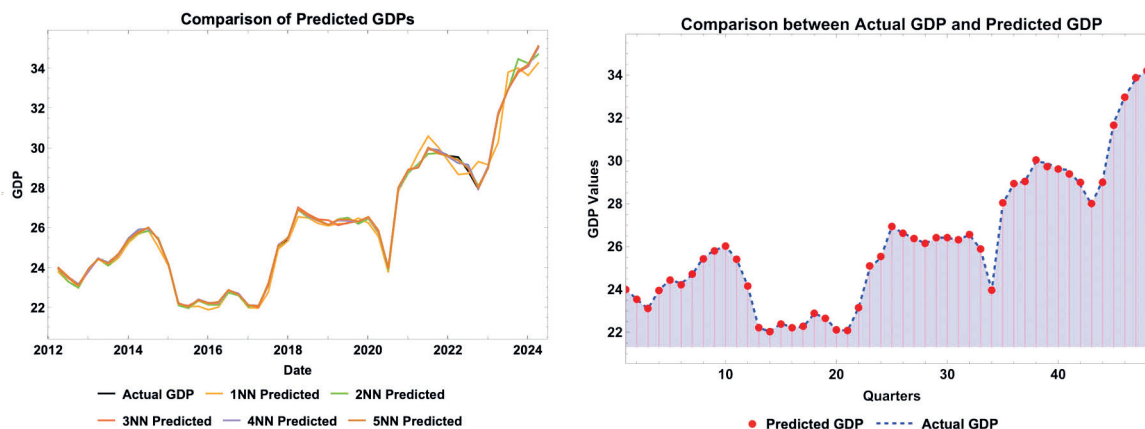 Comparison of Predicted GDPs
34
32
30
28
26
24
22
GDP
2012
2014
2016
2018
2020
2022
2024
Date
Actual GDP
1NN Predicted
2NN Predicted
3NN Predicted
4NN Predicted
5NN Predicted
Comparison between Actual GDP and Predicted GDP
34
32
30
28
26
24
22
GDP Values
10
20
30
40
Quarters
Predicted GDP
Actual GDP